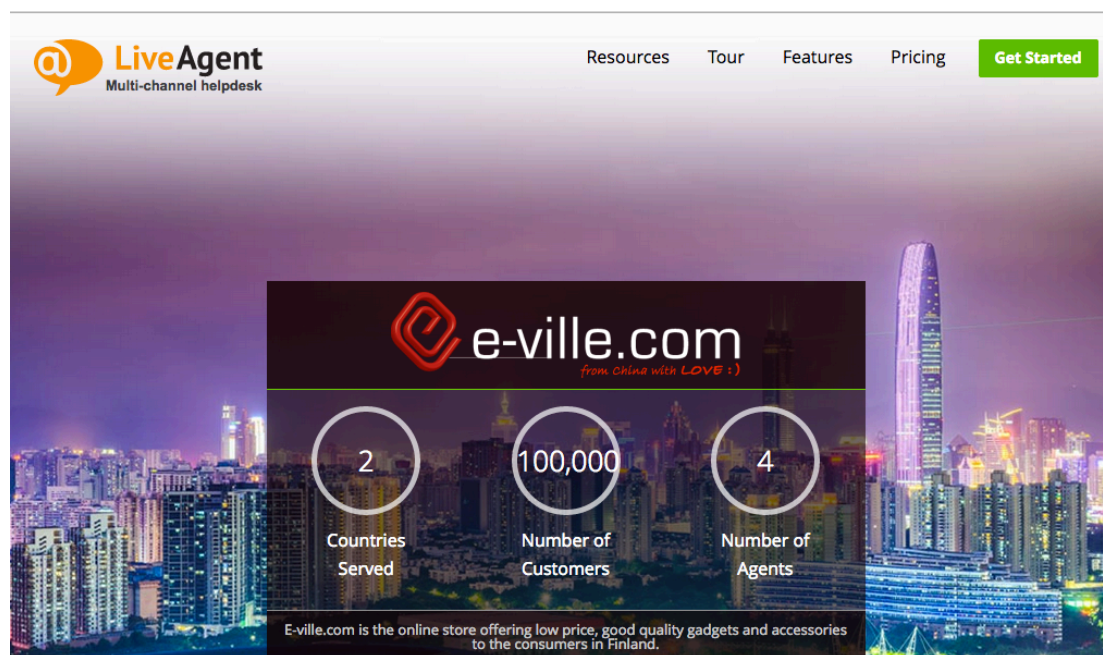 @ LiveAgent
Multi-channel helpdesk
Resources Tour Features Pricing Get Started
e-ville.com
from China with LOVE :)
2 100,000 4
Countries Served
Number of Customers
Number of Agents
E-ville.com is the online store offering low price, good quality gadgets and accessories
to the consumers in Finland.